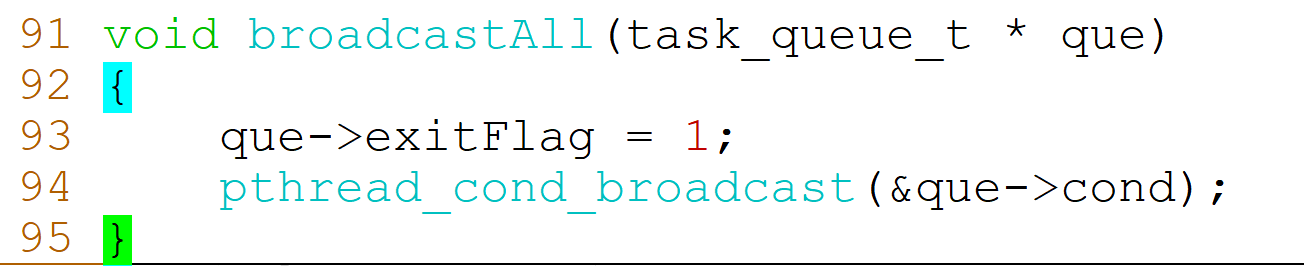 91 void broadcastAll(task_queue_t * que)
92 {
93     que->exitFlag = 1;
94     pthread_cond_broadcast(&que->cond);
95 }